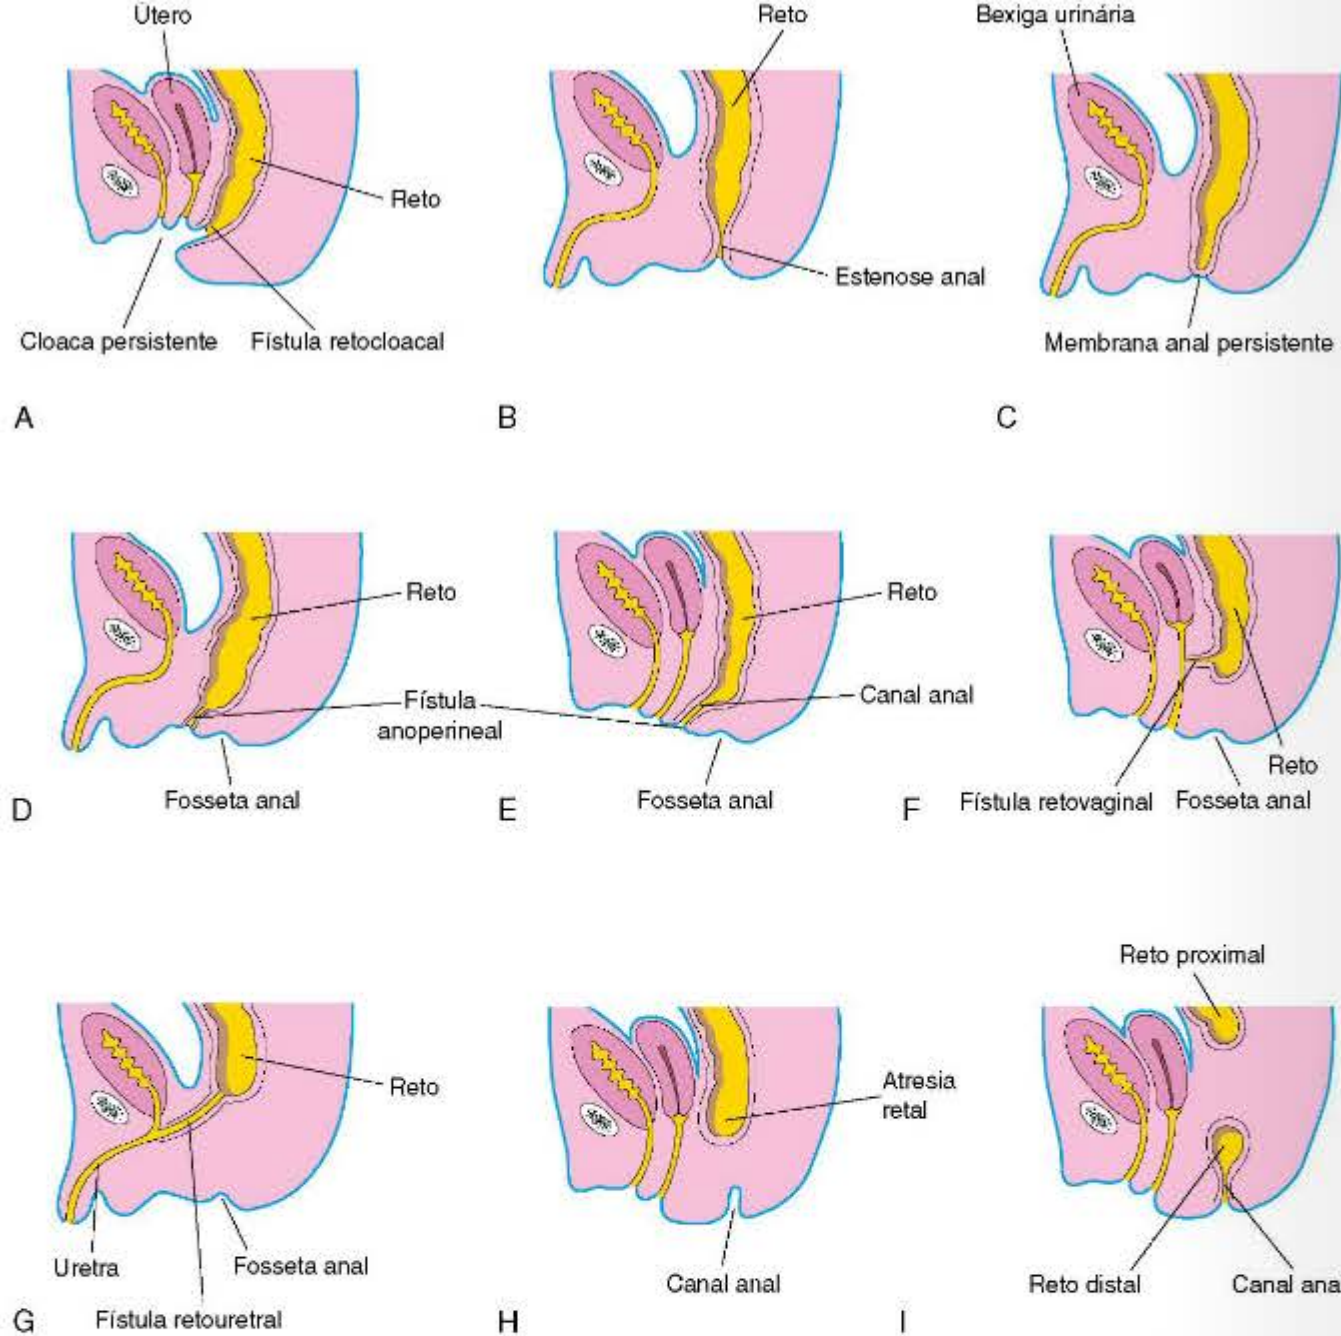 Útero
Reto
Bexiga urinária
Reto
Estenose anal
Cloaca persistente
Fístula retocloacal
Membrana anal persistente
A
B
C
Reto
Reto
Fístula
anoperineal
Canal anal
Fosseta anal
Fosseta anal
Reto
Fístula retovaginal
Fosseta anal
D
E
F
Reto proximal
Reto
Atresia
retal
Uretra
Fosseta anal
Fístula retouretral
Canal anal
Reto distal
Canal ana
G
H
I